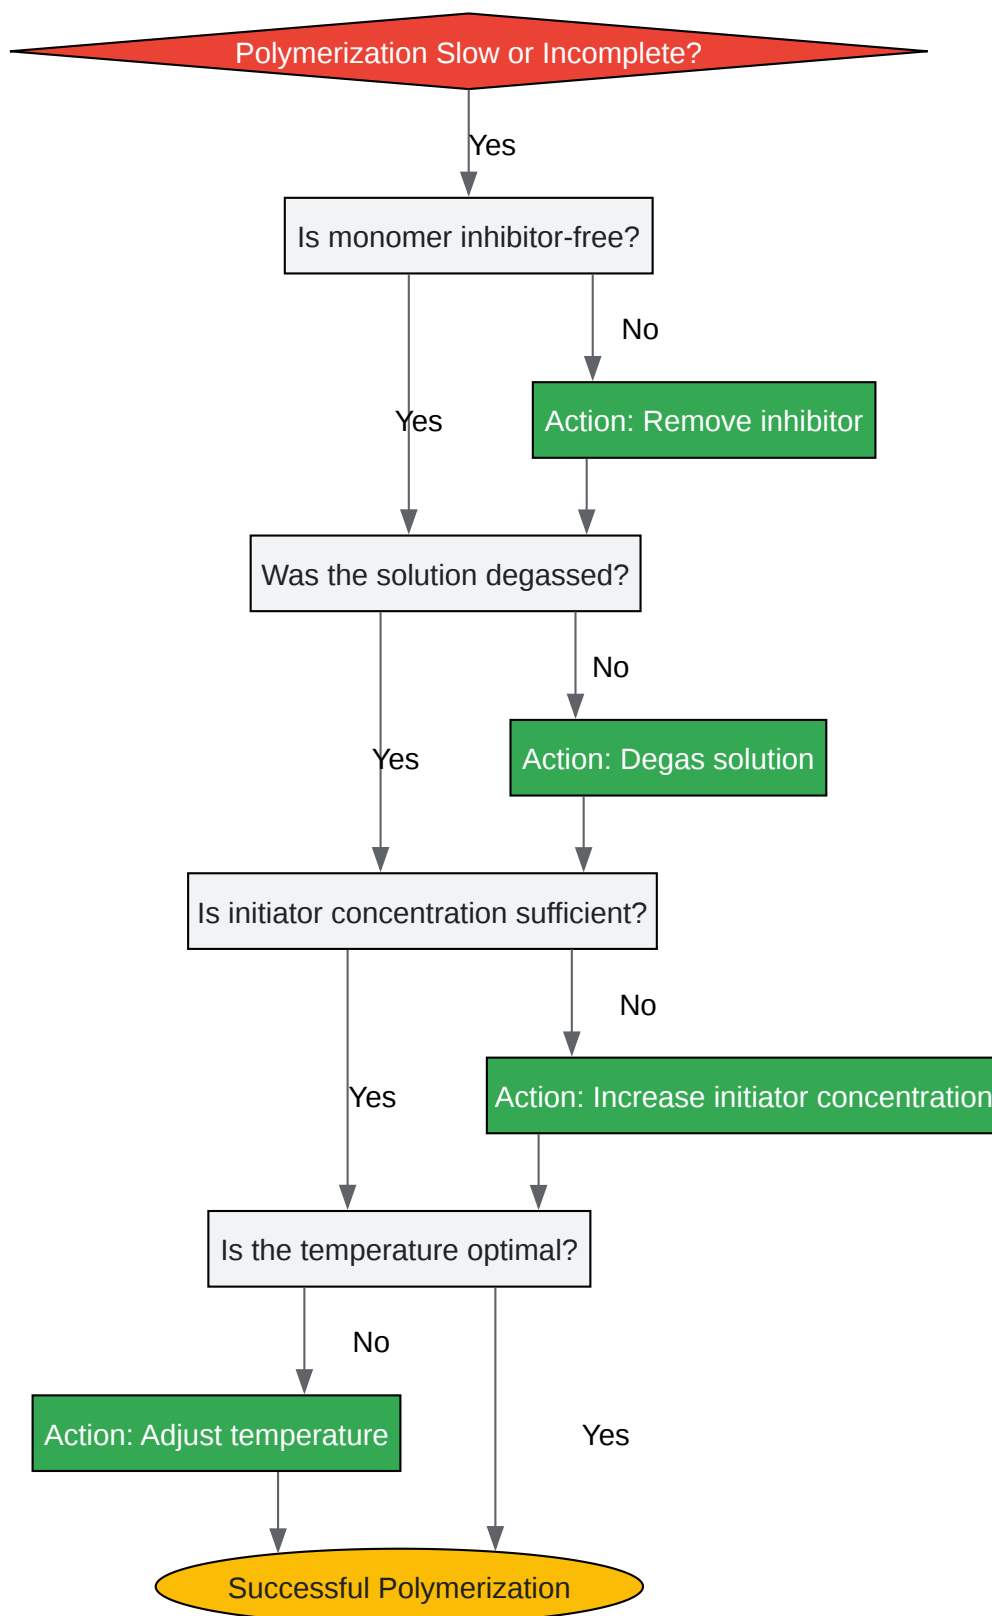 Polymerization Slow or Incomplete?
Yes
Is monomer inhibitor-free?
No
Yes
Action: Remove inhibitor
Was the solution degassed?
No
Yes
Action: Degas solution
Is initiator concentration sufficient?
No
Yes
Action: Increase initiator concentration
Is the temperature optimal?
No
Action: Adjust temperature
Yes
Successful Polymerization